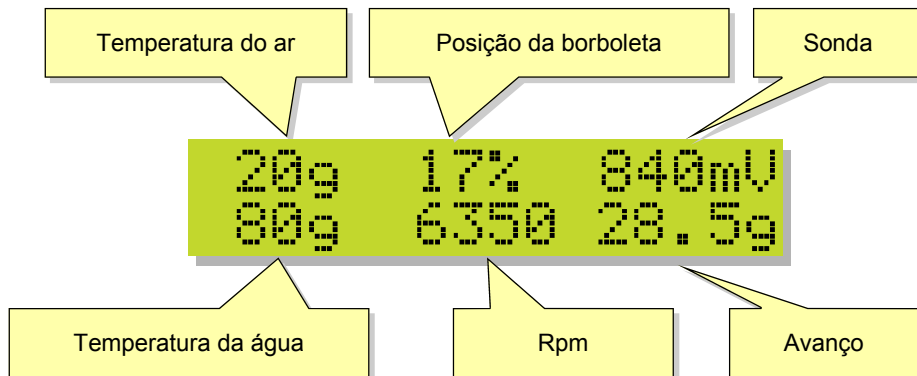 Temperatura do ar
Posição da borboleta
Sonda
20g 17% 840mV
80g 6350 28.5g
Temperatura da água
Rpm
Avanço